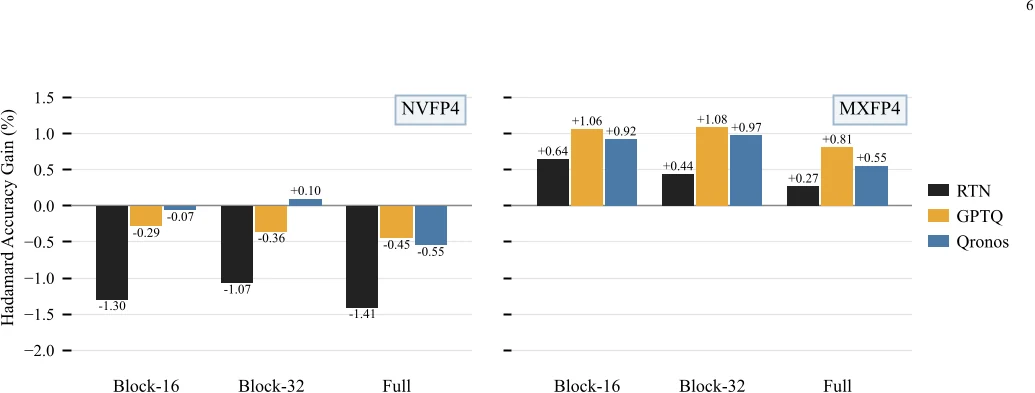 6
Hadamard Accuracy Gain (%)
1.5
1.0
0.5
0.0
−0.5
−1.0
−1.5
−2.0
NVFP4
-1.30
-0.29
-0.07
-1.07
-0.36
+0.10
-1.41
-0.45
-0.55
Block-16
Block-32
Full
MXFP4
+0.64
+1.06
+0.92
+0.44
+1.08
+0.97
+0.27
+0.81
+0.55
Block-16
Block-32
Full
RTN
GPTQ
Qronos